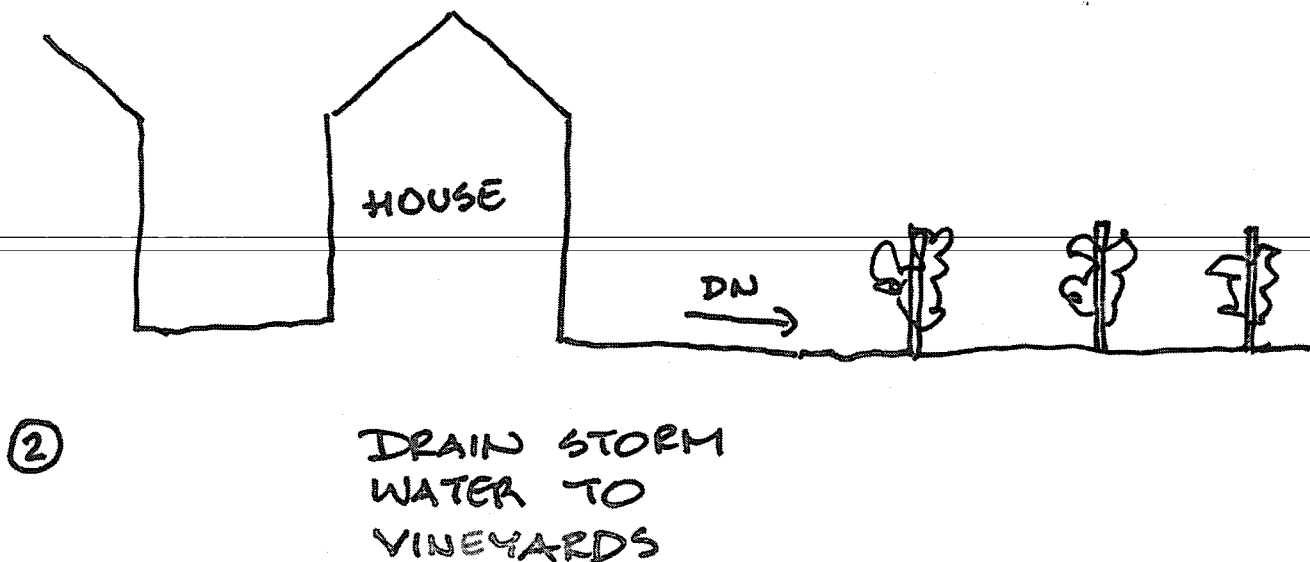 HOUSE
DN
2
DRAIN STORM
WATER TO
VINEYARDS